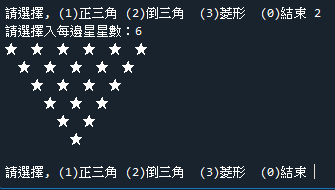 請選擇, (1)正三角 (2)倒三角  (3)菱形  (0)結束 2
請選擇入每邊星星數：6
★ ★ ★ ★ ★ ★
★ ★ ★ ★ ★
★ ★ ★ ★
★ ★ ★
★ ★
★
請選擇, (1)正三角 (2)倒三角  (3)菱形  (0)結束